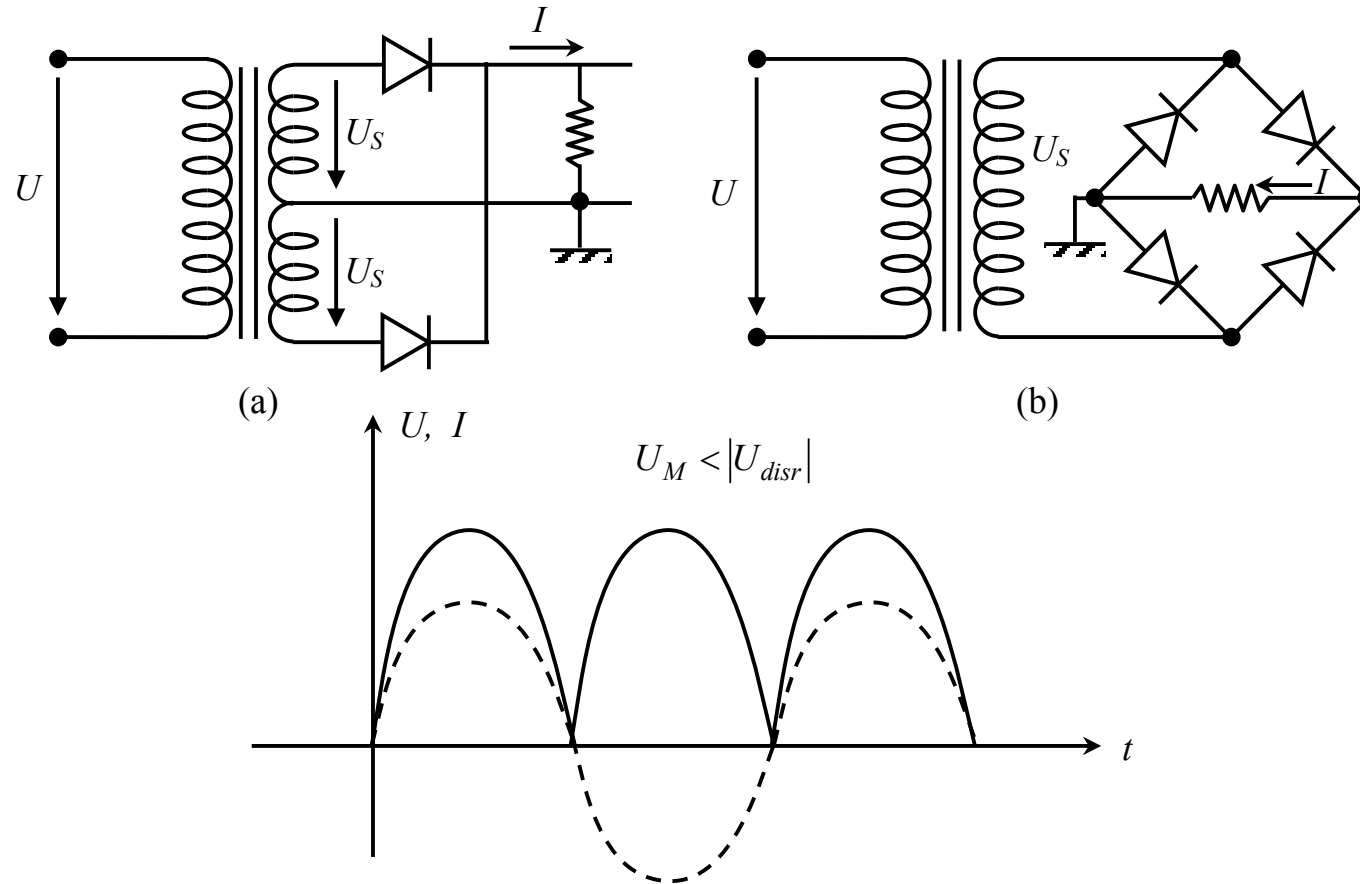 I
U
U_S
U_S
(a)
U
U_S
I
(b)
U, I
U_M < |U_disr|
t